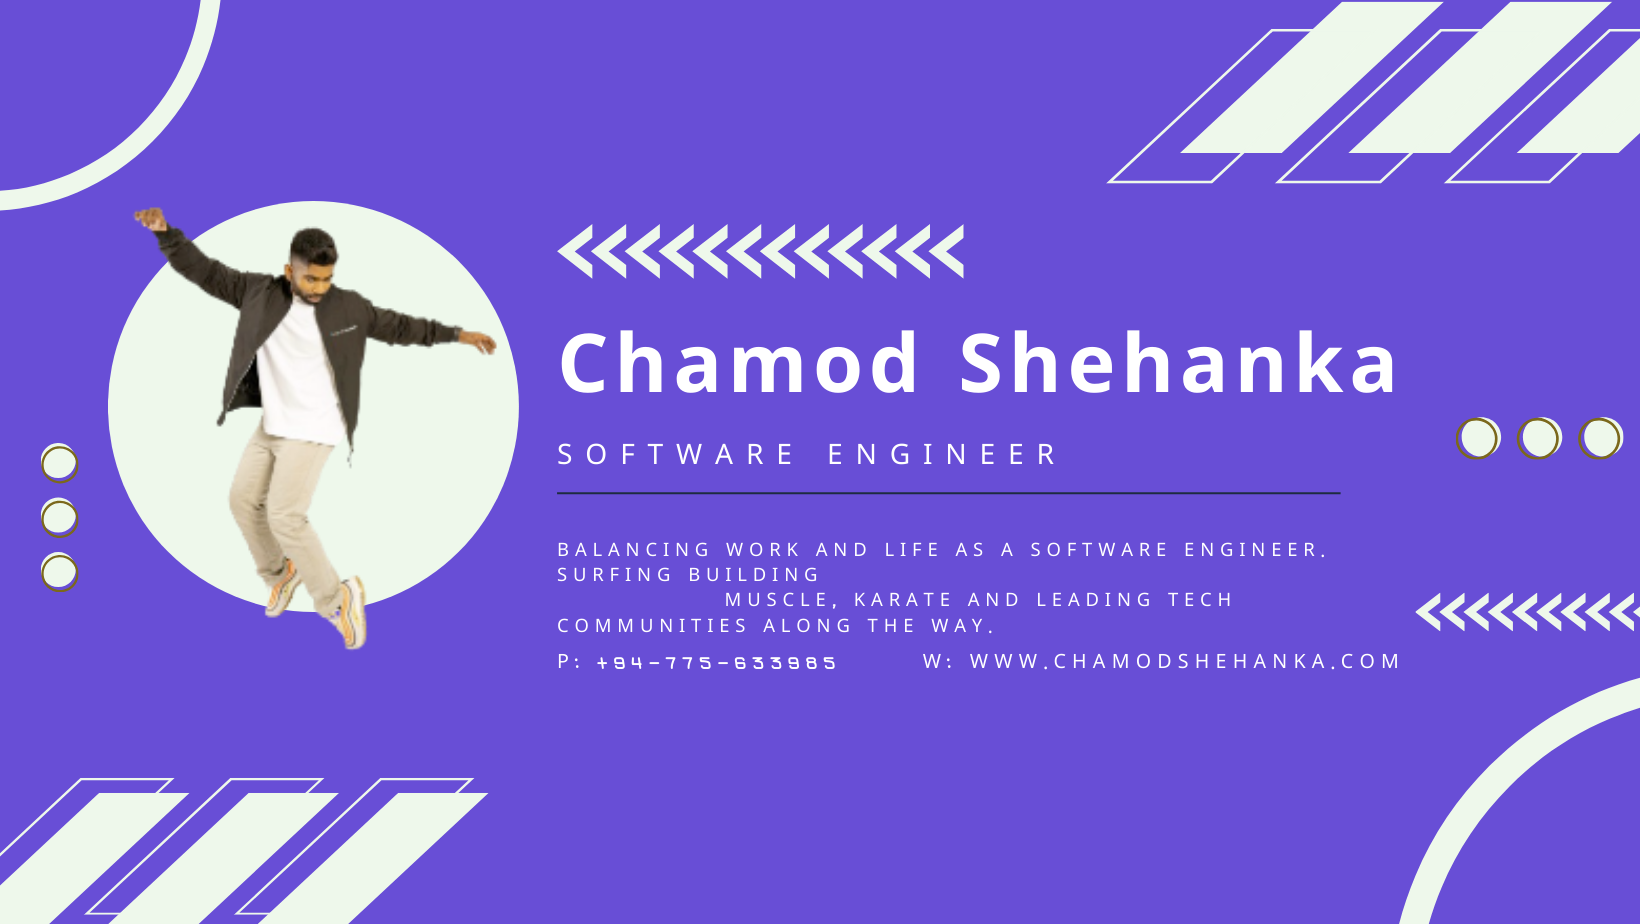 Chamod Shehanka
SOFTWARE ENGINEER
BALANCING WORK AND LIFE AS A SOFTWARE ENGINEER.
SURFING BUILDING
MUSCLE, KARATE AND LEADING TECH
COMMUNITIES ALONG THE WAY.
P: +94-775-633985 W: WWW.CHAMODSHEHANKA.COM